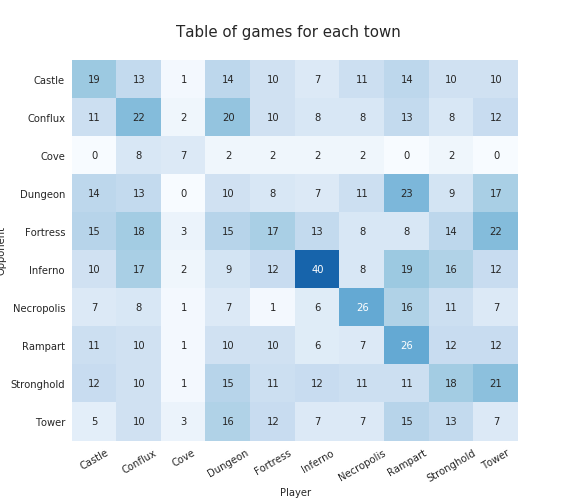 Table of games for each town
Castle 19 13 1 14 10 7 11 14 10 10
Conflux 11 22 2 20 10 8 8 13 8 12
Cove 0 8 7 2 2 2 2 0 2 0
Dungeon 14 13 0 10 8 7 11 23 9 17
Fortress 15 18 3 15 17 13 8 8 14 22
Inferno 10 17 2 9 12 40 8 19 16 12
Necropolis 7 8 1 7 1 6 26 16 11 7
Rampart 11 10 1 10 10 6 7 26 12 12
Stronghold 12 10 1 15 11 12 11 11 18 21
Tower 5 10 3 16 12 7 7 15 13 7
Castle Conflux Cove Dungeon Fortress Inferno Necropolis Rampart Stronghold Tower
Player
Opponent